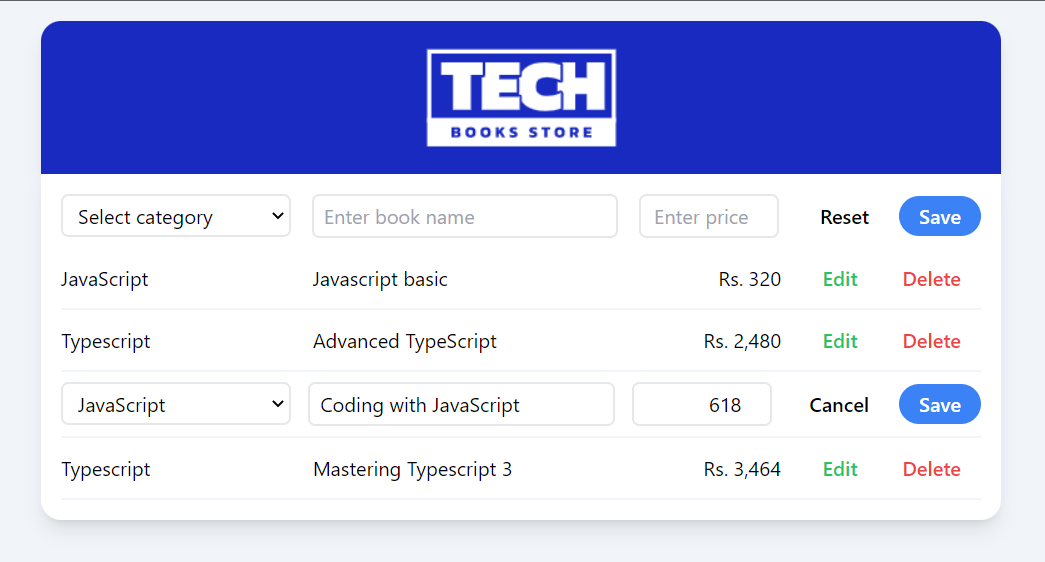 TECH
BOOKS STORE
Select category Enter book name Enter price Reset Save
JavaScript Javascript basic Rs. 320 Edit Delete
Typescript Advanced TypeScript Rs. 2,480 Edit Delete
JavaScript Coding with JavaScript 618 Cancel Save
Typescript Mastering Typescript 3 Rs. 3,464 Edit Delete